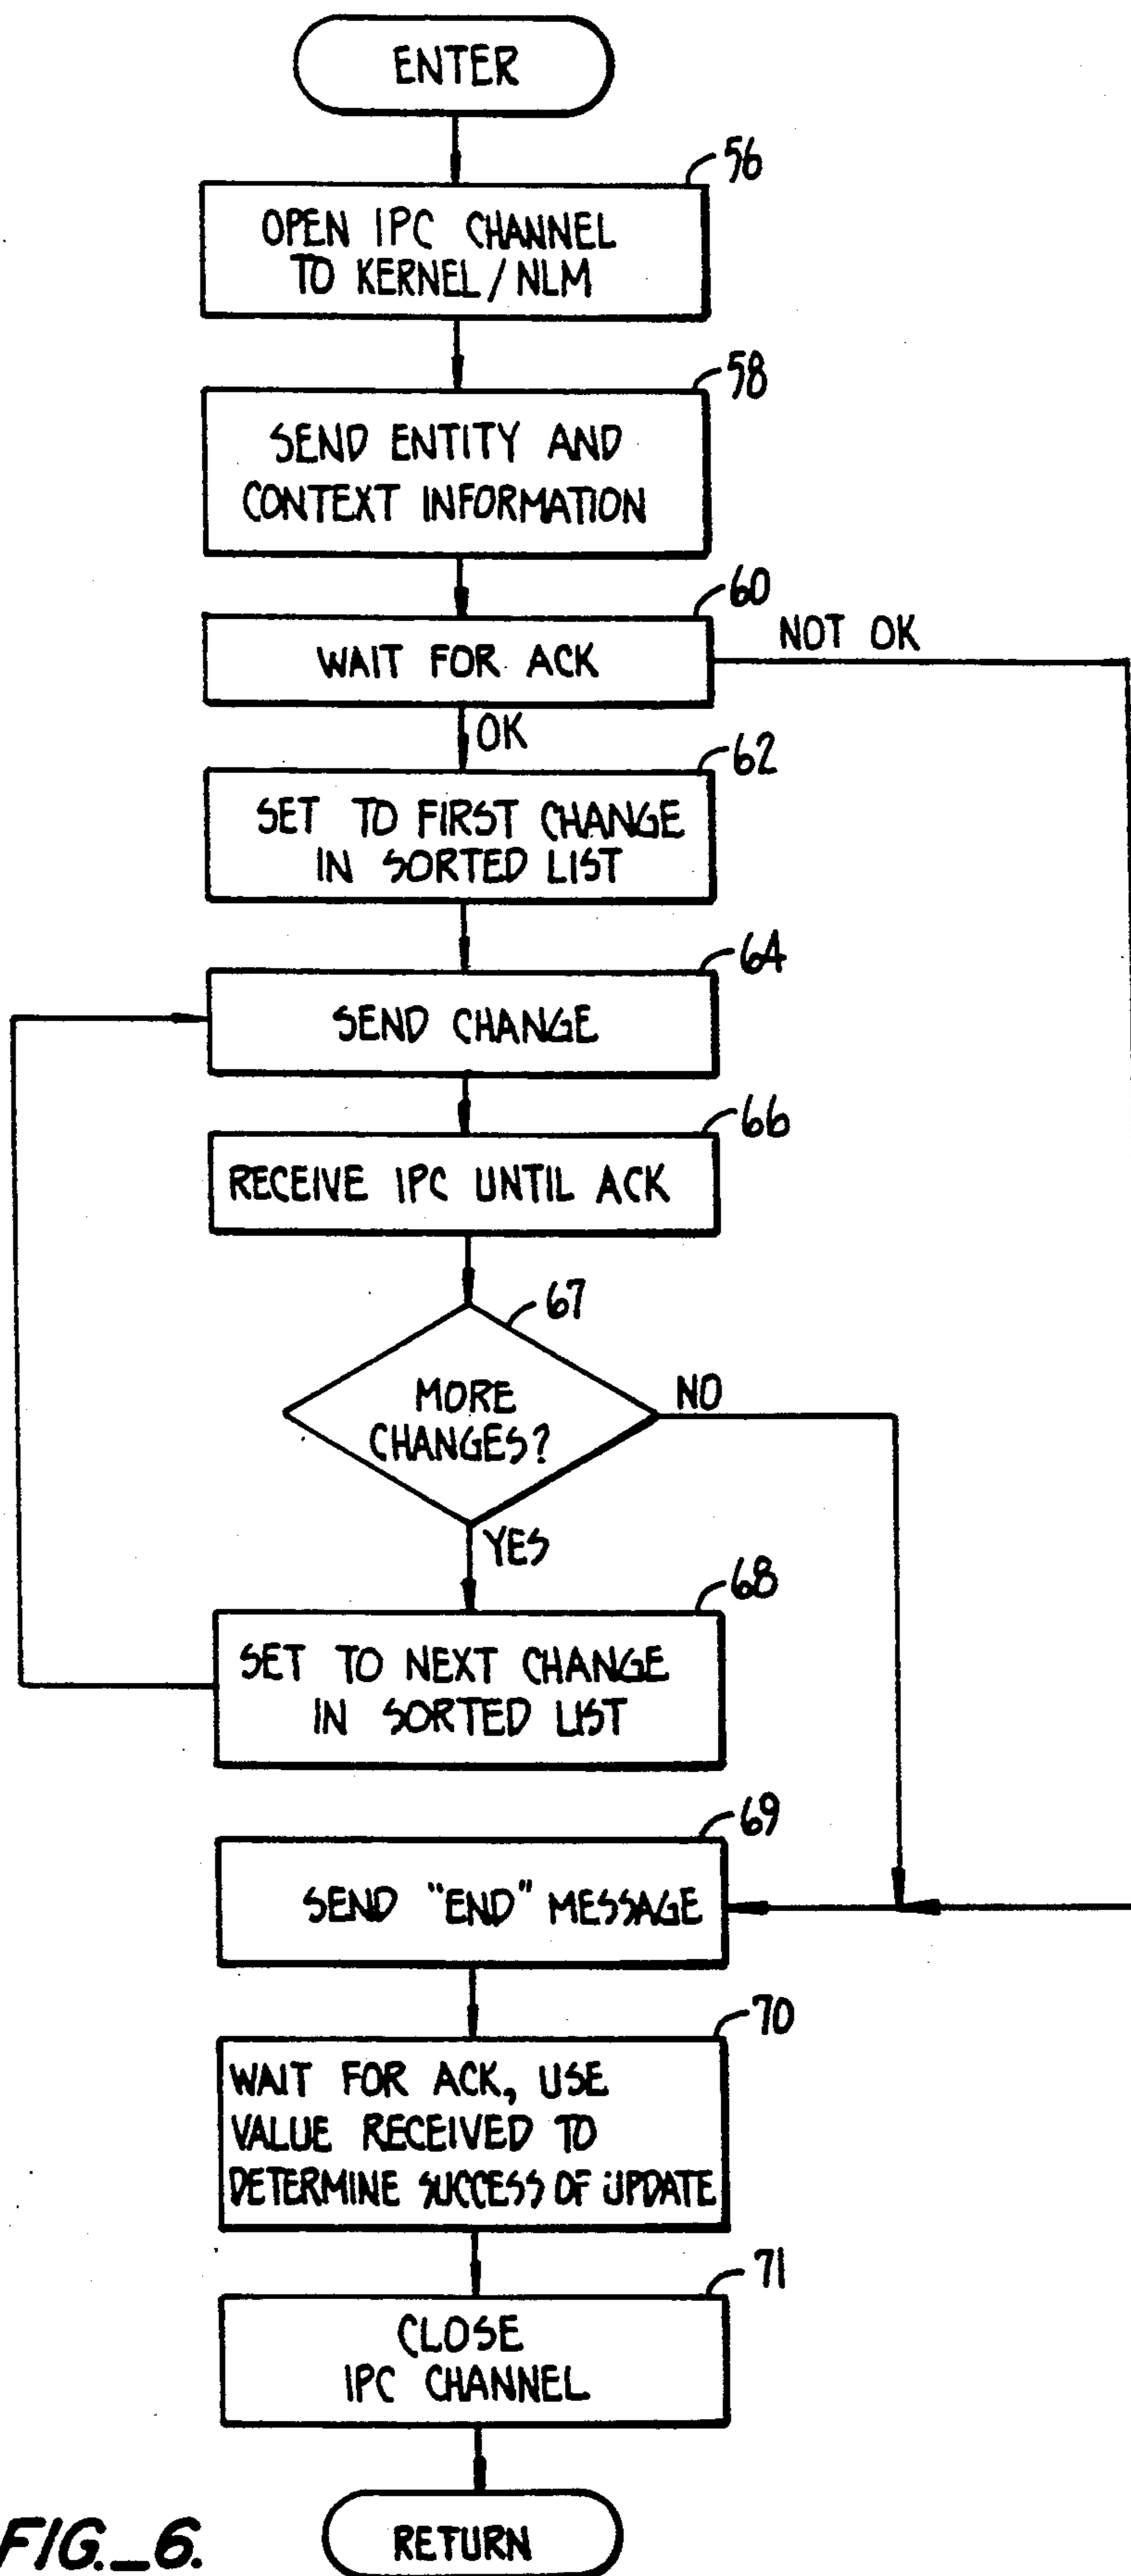 ENTER
56
OPEN IPC CHANNEL
TO KERNEL / NLM
58
SEND ENTITY AND
CONTEXT INFORMATION
60
WAIT FOR ACK
NOT OK
OK
62
SET TO FIRST CHANGE
IN SORTED LIST
64
SEND CHANGE
66
RECEIVE IPC UNTIL ACK
67
MORE
CHANGES?
NO
YES
68
SET TO NEXT CHANGE
IN SORTED LIST
69
SEND "END" MESSAGE
70
WAIT FOR ACK, USE
VALUE RECEIVED TO
DETERMINE SUCCESS OF UPDATE
71
CLOSE
IPC CHANNEL
RETURN
FIG._6.